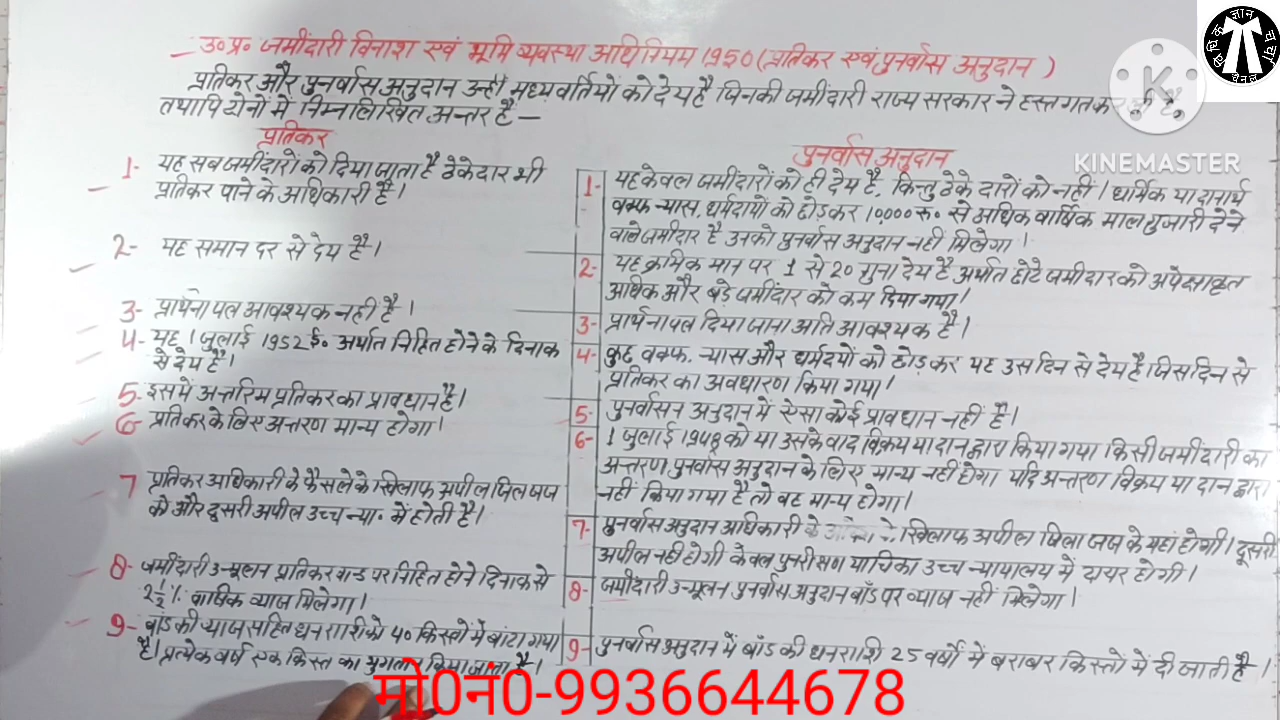 उ०प्र० जमींदारी विनाश एवं भूमि व्यवस्था अधिनियम 1950 (प्रतिकर एवं पुनर्वास अनुदान )
प्रतिकर और पुनर्वास अनुदान उन्ही मध्यवर्तियों को देय है जिनकी जमींदारी राज्य सरकार ने हस्तगत कर
तथापि दोनों में निम्नलिखित अन्तर है —
प्रतिकर
1- यह सब जमींदारों को दिया जाता है ठेकेदार भी
प्रतिकर पाने के अधिकारी है।
2- यह समान दर से देय है।
3- प्रार्थना पत्र आवश्यक नहीं है।
4- यह 1 जुलाई 1952 ई० अर्थात निहित होने के दिनाक
से देय है।
5- इसमें अन्तरिम प्रतिकर का प्रावधान है।
6- प्रतिकर के लिए अन्तरण मान्य होगा।
7 प्रतिकर अधिकारी के फैसले के खिलाफ अपील जिल जज
को और दुसरी अपील उच्च न्या० में होती है।
8- जमींदारी उन्मूलन प्रतिकर बान्ड पर निहित होने दिनाक से
2½ % वार्षिक व्याज मिलेगा।
9- बॉड की व्याज सहित धनराशि को 40 किस्तों में बांटा गया
है। प्रत्येक वर्ष एक किस्त का भुगतान किया जाता है।
पुनर्वास अनुदान
1- यह केवल जमींदारों को ही देय है, किन्तु ठेके दारों को नहीं। धार्मिक या दानार्थ
वक्फ न्यास, धर्मदायों को छोडकर 10,000 रू० से अधिक वार्षिक मालगुजारी देने
वाले जमींदार है उनको पुनर्वास अनुदान नहीं मिलेगा।
2- यह क्रमिक मान पर 1 से 20 गुना देय है अर्थात छोटे जमींदार को अपेक्षाकृत
अधिक और बडे जमींदार को कम दिया गया।
3- प्रार्थना पत्र दिया जाना अति आवश्यक है।
4- कुछ वक्फ, न्यास और धर्मदयों को छोडकर यह उस दिन से देय है जिस दिन से
प्रतिकर का अवधारण किया गया।
5- पुनर्वासन अनुदान में ऐसा कोई प्रावधान नहीं है।
6- 1 जुलाई 1948 को या उसके बाद विक्रय या दान द्वारा किया गया किसी जमींदारी का
अन्तरण पुनर्वास अनुदान के लिए मान्य नहीं होगा यदि अन्तरण विक्रय या दान द्वारा
नहीं किया गया है तो वह मान्य होगा।
7- पुनर्वास अनुदान अधिकारी के खिलाफ अपील जिला जज के यहां होगी। दूसरी
अपील नही होगी केवल पुनरीक्षण याचिका उच्च न्यायालय में दायर होगी।
8- जमींदारी उन्मूलन पुनर्वास अनुदान बॉड पर व्याज नहीं मिलेगा।
9- पुनर्वास अनुदान में बॉड की धनराशी 25 वर्षों में बराबर किस्तों में दी जाती है।
मो0नं0-9936644678
KINEMASTER